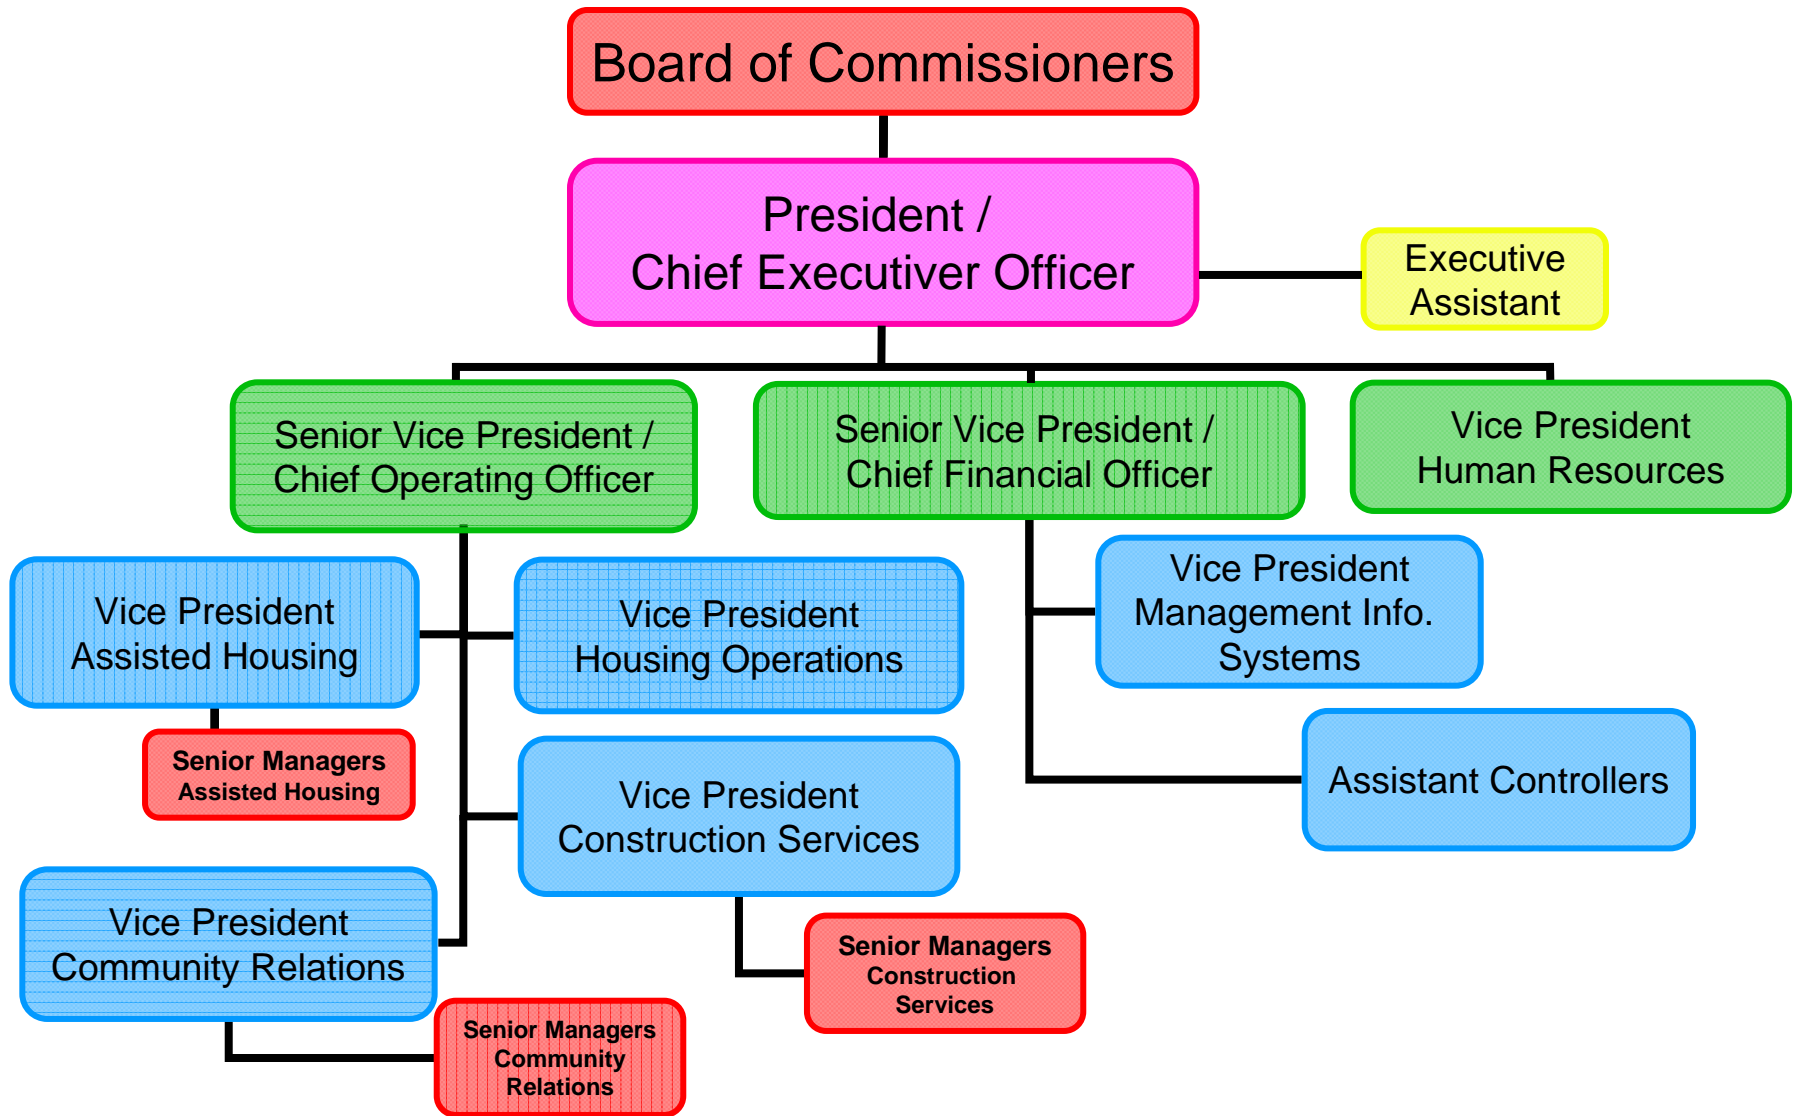 Board of Commissioners
President /
Chief Executiver Officer
Executive
Assistant
Senior Vice President /
Chief Operating Officer
Senior Vice President /
Chief Financial Officer
Vice President
Human Resources
Vice President
Assisted Housing
Vice President
Housing Operations
Vice President
Management Info.
Systems
Senior Managers
Assisted Housing
Vice President
Construction Services
Assistant Controllers
Vice President
Community Relations
Senior Managers
Construction
Services
Senior Managers
Community
Relations